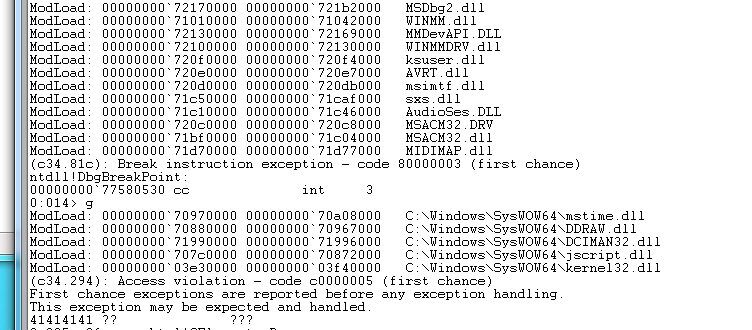 ModLoad: 00000000`72170000 00000000`721b2000   MSDbg2.dll
ModLoad: 00000000`71010000 00000000`71042000   WINMM.dll
ModLoad: 00000000`72130000 00000000`72169000   MMDevAPI.DLL
ModLoad: 00000000`72100000 00000000`72130000   WINMMDRV.dll
ModLoad: 00000000`720f0000 00000000`720f4000   ksuser.dll
ModLoad: 00000000`720e0000 00000000`720e7000   AVRT.dll
ModLoad: 00000000`720d0000 00000000`720db000   msimtf.dll
ModLoad: 00000000`71c50000 00000000`71caf000   sxs.dll
ModLoad: 00000000`71c10000 00000000`71c46000   AudioSes.DLL
ModLoad: 00000000`720c0000 00000000`720c8000   MSACM32.DRV
ModLoad: 00000000`71bf0000 00000000`71c04000   MSACM32.dll
ModLoad: 00000000`71d70000 00000000`71d77000   MIDIMAP.dll
(c34.81c): Break instruction exception - code 80000003 (first chance)
ntdll!DbgBreakPoint:
00000000`77580530 cc              int     3
0:014> g
ModLoad: 00000000`70970000 00000000`70a08000   C:\Windows\SysWOW64\mstime.dll
ModLoad: 00000000`70880000 00000000`70967000   C:\Windows\SysWOW64\DDRAW.dll
ModLoad: 00000000`71990000 00000000`71996000   C:\Windows\SysWOW64\DCIMAN32.dll
ModLoad: 00000000`707c0000 00000000`70872000   C:\Windows\SysWOW64\jscript.dll
ModLoad: 00000000`03e30000 00000000`03f40000   C:\Windows\SysWOW64\kernel32.dll
(c34.294): Access violation - code c0000005 (first chance)
First chance exceptions are reported before any exception handling.
This exception may be expected and handled.
41414141 ??              ???